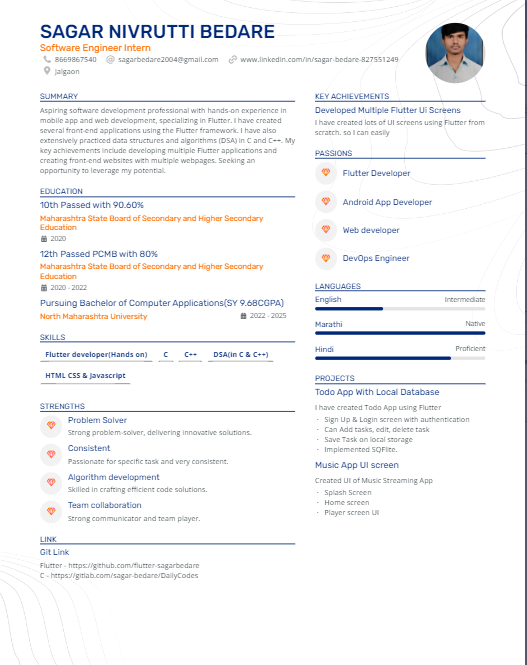 SAGAR NIVRUTTI BEDARE
Software Engineer Intern
8669867540 sagarbedare2004@gmail.com www.linkedin.com/in/sagar-bedare-827551249
Jalgaon
SUMMARY
Aspiring software development professional with hands-on experience in
mobile app and web development, specializing in Flutter. I have created
several front-end applications using the Flutter framework. I have also
extensively practiced data structures and algorithms (DSA) in C and C++. My
key achievements include developing multiple Flutter applications and
creating front-end websites with multiple webpages. Seeking an
opportunity to leverage my potential.
EDUCATION
10th Passed with 90.60%
Maharashtra State Board of Secondary and Higher Secondary
Education
2020
12th Passed PCMB with 80%
Maharashtra State Board of Secondary and Higher Secondary
Education
2020 - 2022
Pursuing Bachelor of Computer Applications(SY 9.68CGPA)
North Maharashtra University 2022 - 2025
SKILLS
Flutter developer(Hands on) C C++ DSA(in C & C++)
HTML CSS & Javascript
STRENGTHS
Problem Solver
Strong problem-solver, delivering innovative solutions.
Consistent
Passionate for specific task and very consistent.
Algorithm development
Skilled in crafting efficient code solutions.
Team collaboration
Strong communicator and team player.
LINK
Git Link
Flutter - https://github.com/flutter-sagarbedare
C - https://gitlab.com/sagar-bedare/DailyCodes
KEY ACHIEVEMENTS
Developed Multiple Flutter Ui Screens
I have created lots of UI screens using Flutter from
scratch. so I can easily
PASSIONS
Flutter Developer
Android App Developer
Web developer
DevOps Engineer
LANGUAGES
English Intermediate
Marathi Native
Hindi Proficient
PROJECTS
Todo App With Local Database
I have created Todo App using Flutter
- Sign Up & Login screen with authentication
- Can Add tasks, edit, delete task
- Save Task on local storage
- Implemented SQFlite.
Music App UI screen
Created UI of Music Streaming App
- Splash Screen
- Home screen
- Player screen UI